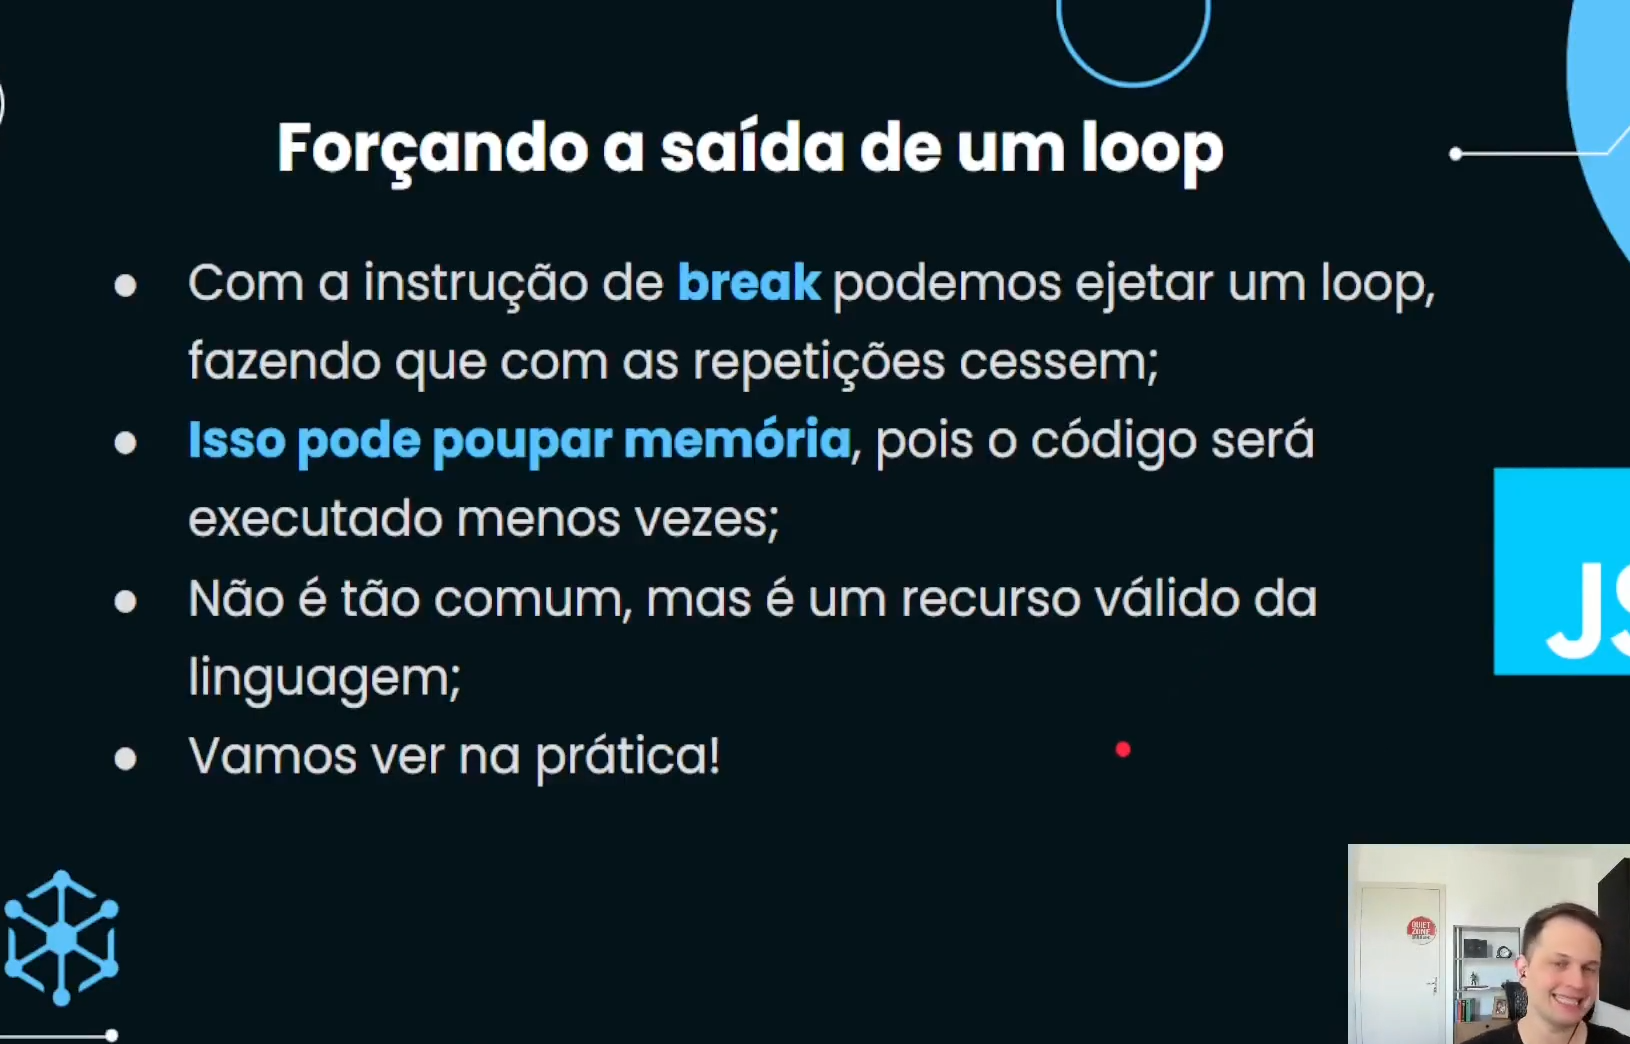 Forçando a saída de um loop
● Com a instrução de break podemos ejetar um loop,
fazendo que com as repetições cessem;
● Isso pode poupar memória, pois o código será
executado menos vezes;
● Não é tão comum, mas é um recurso válido da
linguagem;
● Vamos ver na prática!
JS
QUIET
ZONE